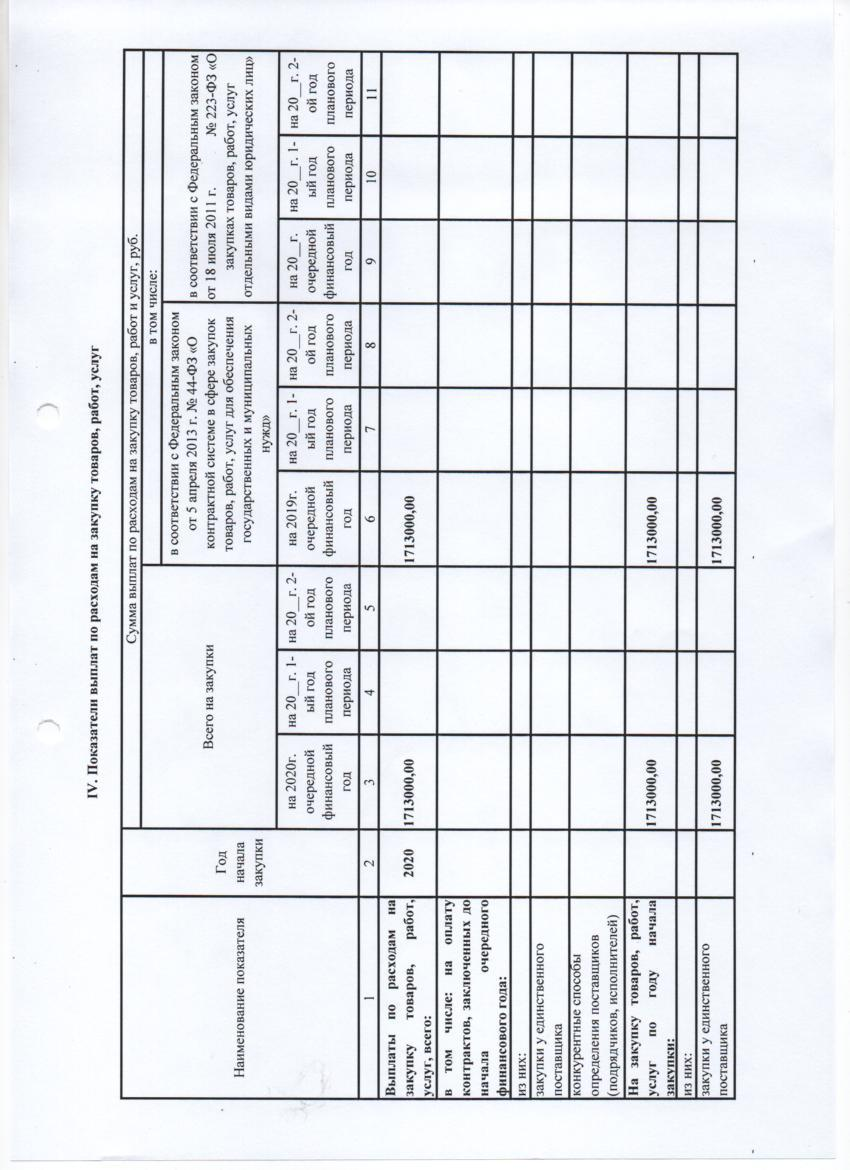 IV. Показатели выплат по расходам на закупку товаров, работ, услуг
Наименование показателя
Год
начала
закупки
Сумма выплат по расходам на закупку товаров, работ и услуг, руб.
Всего на закупки
в том числе:
в соответствии с Федеральным законом
от 5 апреля 2013 г. № 44-ФЗ «О
контрактной системе в сфере закупок
товаров, работ, услуг для обеспечения
государственных и муниципальных
нужд»
в соответствии с Федеральным законом
от 18 июля 2011 г. № 223-ФЗ «О
закупках товаров, работ, услуг
отдельными видами юридических лиц»
на 2020г.
очередной
финансовый
год
на 20__г. 1-
ый год
планового
периода
на 20__г. 2-
ой год
планового
периода
на 2019г.
очередной
финансовый
год
на 20__г. 1-
ый год
планового
периода
на 20__г. 2-
ой год
планового
периода
на 20__г.
очередной
финансовый
год
на 20__г. 1-
ый год
планового
периода
на 20__г. 2-
ой год
планового
периода
1 2 3 4 5 6 7 8 9 10 11
Выплаты по расходам на
закупку товаров, работ,
услуг, всего:
2020 1713000,00 1713000,00
в том числе: на оплату
контрактов, заключенных до
начала очередного
финансового года:
из них:
закупки у единственного
поставщика
конкурентные способы
определения поставщиков
(подрядчиков, исполнителей)
На закупку товаров, работ,
услуг по году начала
закупки:
1713000,00 1713000,00
из них:
закупки у единственного
поставщика
1713000,00 1713000,00